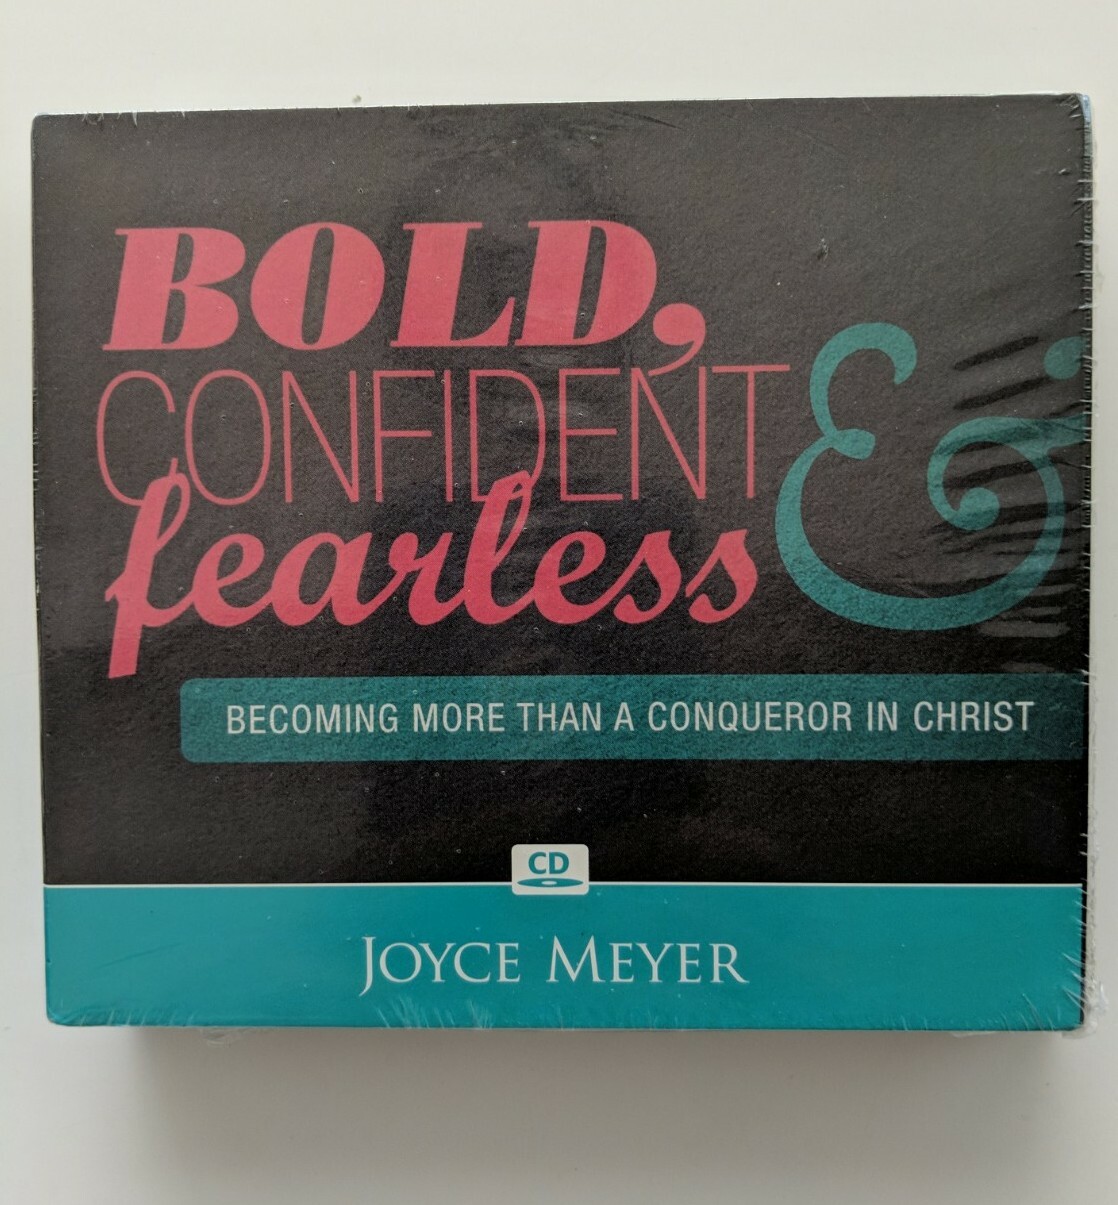 BOLD,
CONFIDENT &
fearless
BECOMING MORE THAN A CONQUEROR IN CHRIST
CD
JOYCE MEYER